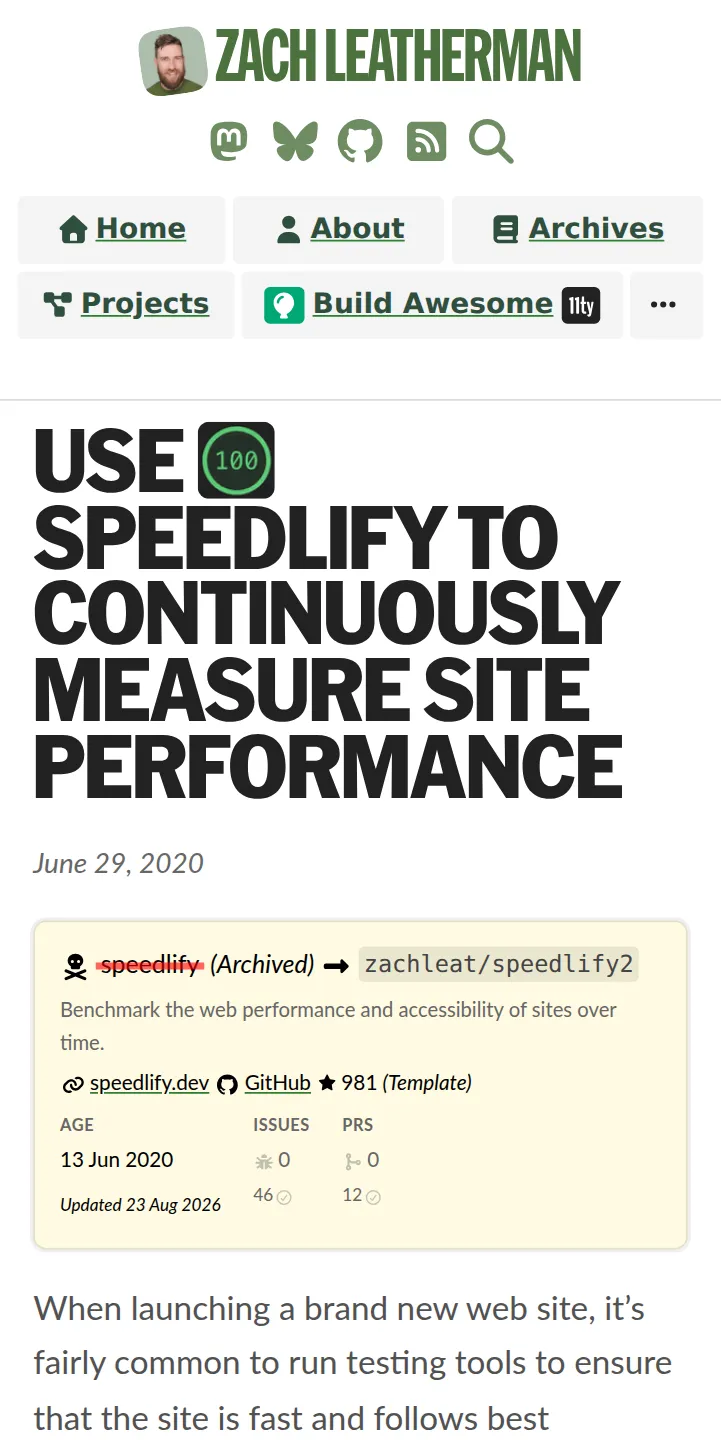 ZACH LEATHERMAN
Home About Archives
Projects Build Awesome 11ty •••
USE 100
SPEEDLIFY TO
CONTINUOUSLY
MEASURE SITE
PERFORMANCE
June 29, 2020
speedlify (Archived) → zachleat/speedlify2
Benchmark the web performance and accessibility of sites over
time.
speedlify.dev GitHub ★ 981 (Template)
AGE ISSUES PRS
13 Jun 2020 0 0
Updated 23 Aug 2026 46 12
When launching a brand new web site, it’s
fairly common to run testing tools to ensure
that the site is fast and follows best